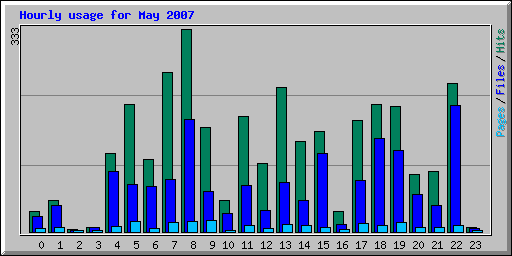 Hourly usage for May 2007
333
Pages/Files/Hits
0 1 2 3 4 5 6 7 8 9 10 11 12 13 14 15 16 17 18 19 20 21 22 23